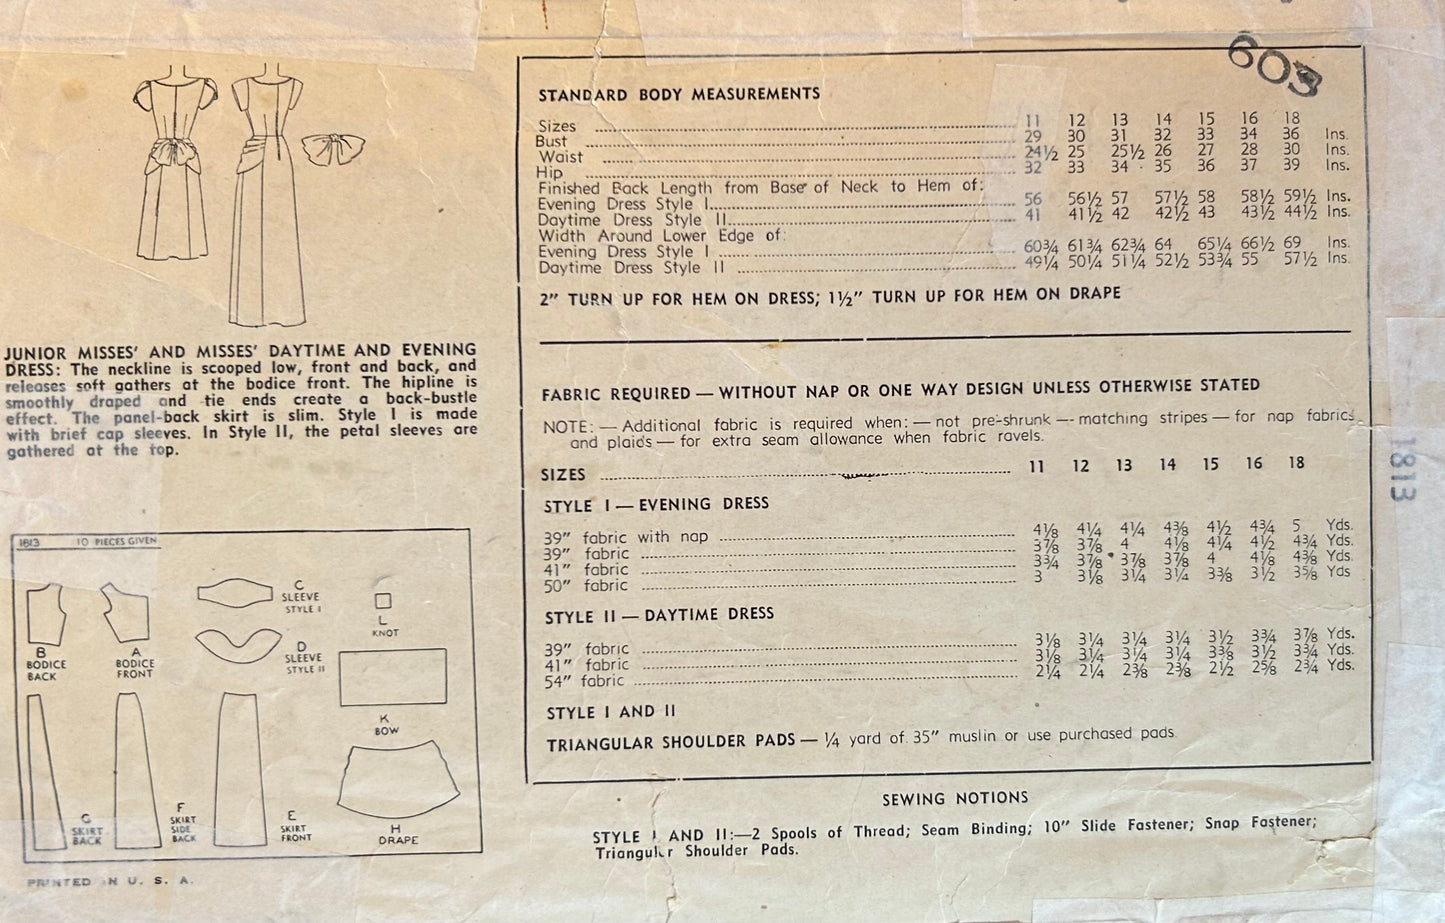 603
STANDARD BODY MEASUREMENTS
Sizes 11 12 13 14 15 16 18
Bust 29 30 31 32 33 34 36 Ins.
Waist 24½ 25 25½ 26 27 28 30 Ins.
Hip 32 33 34 35 36 37 39 Ins.
Finished Back Length from Base of Neck to Hem of:
Evening Dress Style I 56 56½ 57 57½ 58 58½ 59½ Ins.
Daytime Dress Style II 41 41½ 42 42½ 43 43½ 44½ Ins.
Width Around Lower Edge of:
Evening Dress Style I 60¾ 61¾ 62¾ 64 65¼ 66½ 69 Ins.
Daytime Dress Style II 49¼ 50¼ 51¼ 52½ 53¾ 55 57½ Ins.
2" TURN UP FOR HEM ON DRESS; 1½" TURN UP FOR HEM ON DRAPE
JUNIOR MISSES' AND MISSES' DAYTIME AND EVENING
DRESS: The neckline is scooped low, front and back, and
releases soft gathers at the bodice front. The hipline is
smoothly draped and tie ends create a back-bustle
effect. The panel-back skirt is slim. Style I is made
with brief cap sleeves. In Style II, the petal sleeves are
gathered at the top.
FABRIC REQUIRED — WITHOUT NAP OR ONE WAY DESIGN UNLESS OTHERWISE STATED
NOTE: — Additional fabric is required when: — not pre-shrunk — matching stripes — for nap fabrics
and plaids — for extra seam allowance when fabric ravels.
SIZES 11 12 13 14 15 16 18
STYLE I — EVENING DRESS
39" fabric with nap 4⅛ 4¼ 4¼ 4⅜ 4½ 4¾ 5 Yds.
39" fabric 3⅞ 3⅞ 4 4⅛ 4¼ 4½ 4¾ Yds.
41" fabric 3¾ 3⅞ 3⅞ 3⅞ 4 4⅛ 4⅜ Yds.
50" fabric 3 3⅛ 3¼ 3¼ 3⅜ 3½ 3⅝ Yds
STYLE II — DAYTIME DRESS
39" fabric 3⅛ 3¼ 3¼ 3¼ 3½ 3¾ 3⅞ Yds.
41" fabric 3⅛ 3¼ 3¼ 3¼ 3⅜ 3½ 3¾ Yds.
54" fabric 2¼ 2¼ 2⅜ 2⅜ 2½ 2⅝ 2¾ Yds.
STYLE I AND II
TRIANGULAR SHOULDER PADS — ¼ yard of 35" muslin or use purchased pads
SEWING NOTIONS
STYLE I AND II:—2 Spools of Thread; Seam Binding; 10" Slide Fastener; Snap Fastener;
Triangular Shoulder Pads.
1813
1813 10 PIECES GIVEN
B
BODICE
BACK
A
BODICE
FRONT
C
SLEEVE
STYLE I
D
SLEEVE
STYLE II
L
KNOT
K
BOW
G
SKIRT
BACK
F
SKIRT
SIDE
BACK
E
SKIRT
FRONT
H
DRAPE
PRINTED IN U. S. A.